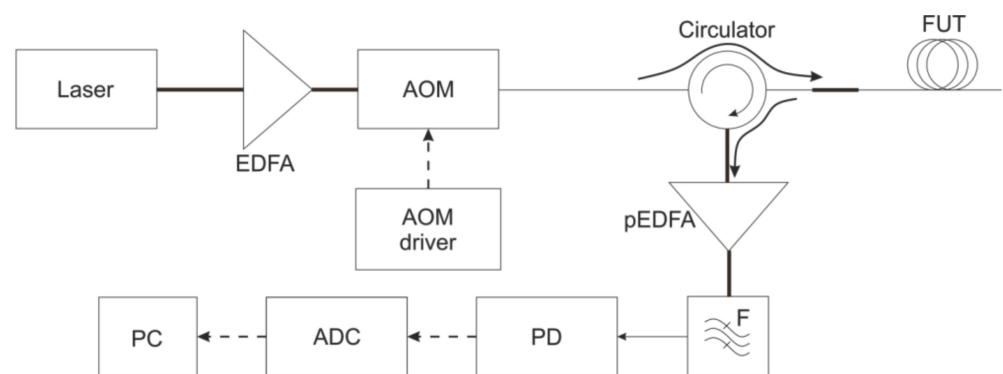 Circulator
FUT
Laser
AOM
EDFA
AOM
driver
pEDFA
F
PC
ADC
PD